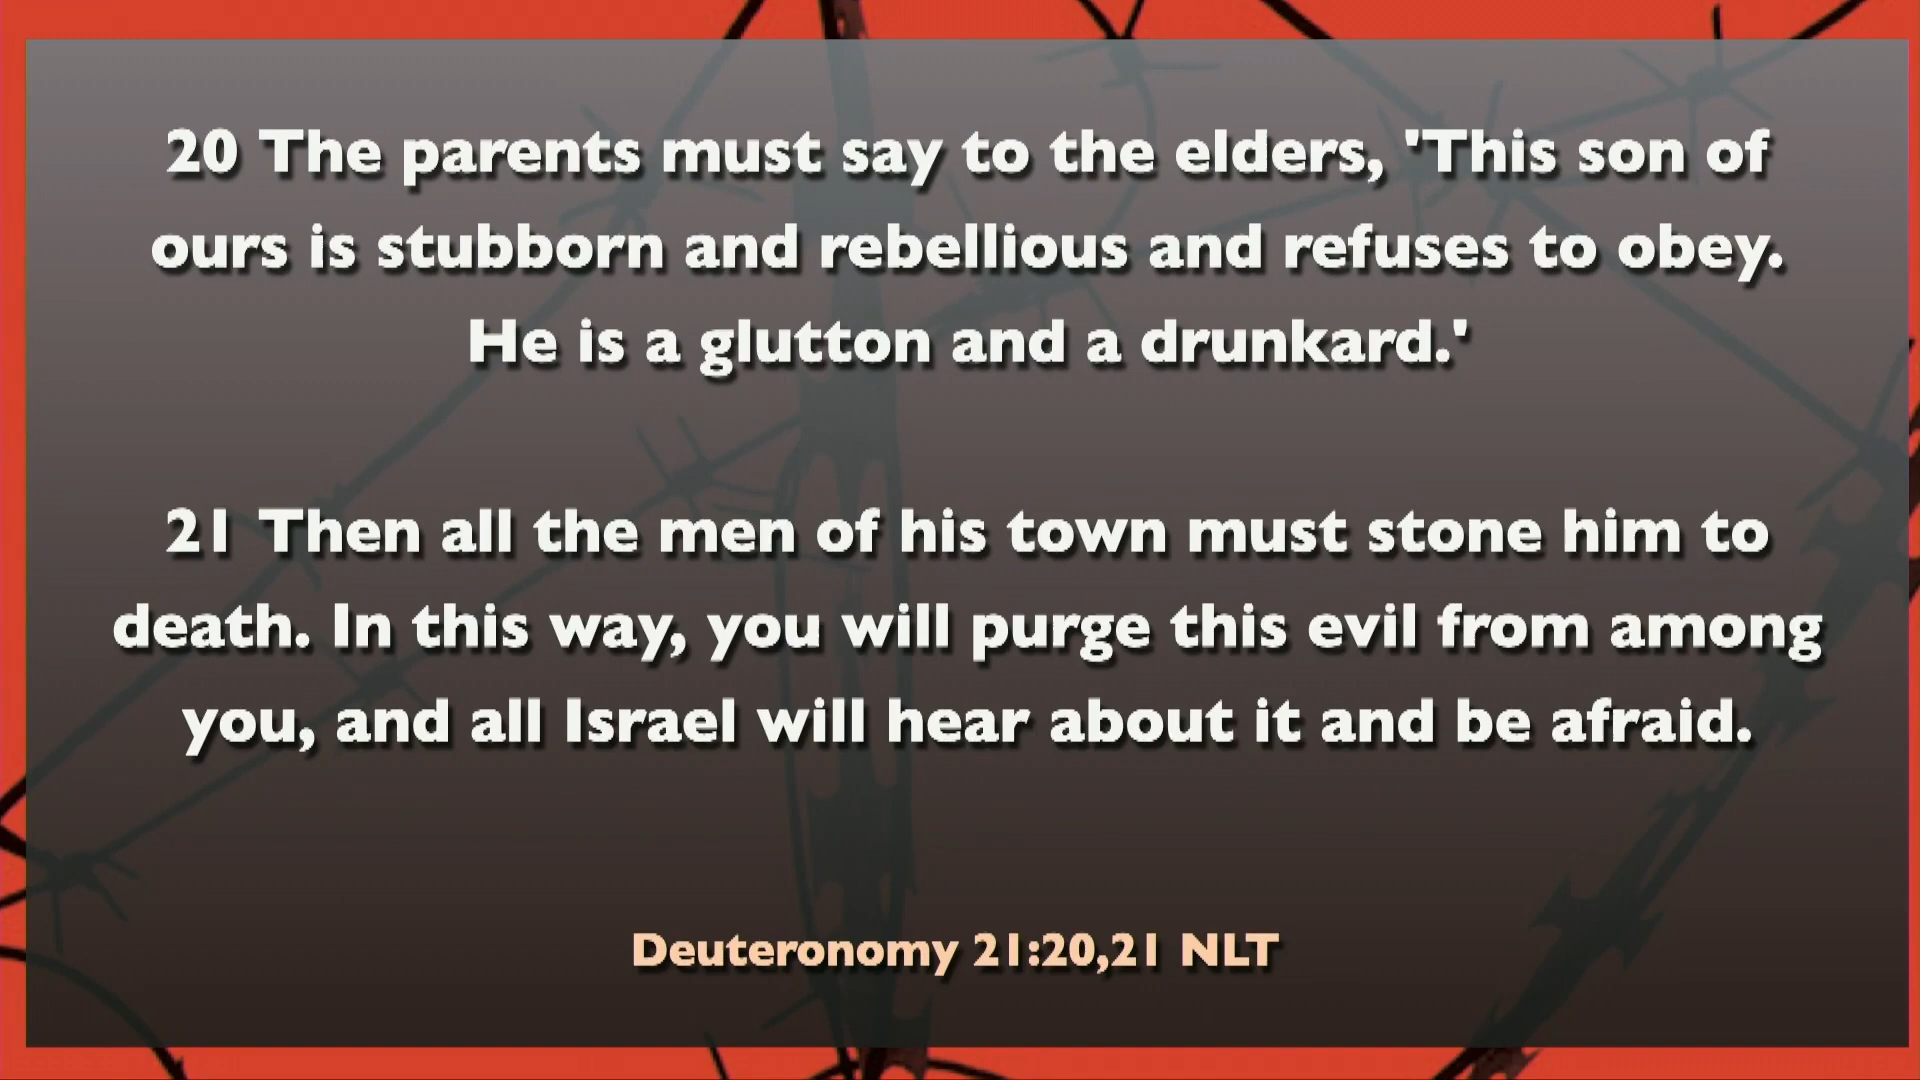 20 The parents must say to the elders, 'This son of
ours is stubborn and rebellious and refuses to obey.
He is a glutton and a drunkard.'
21 Then all the men of his town must stone him to
death. In this way, you will purge this evil from among
you, and all Israel will hear about it and be afraid.
Deuteronomy 21:20,21 NLT